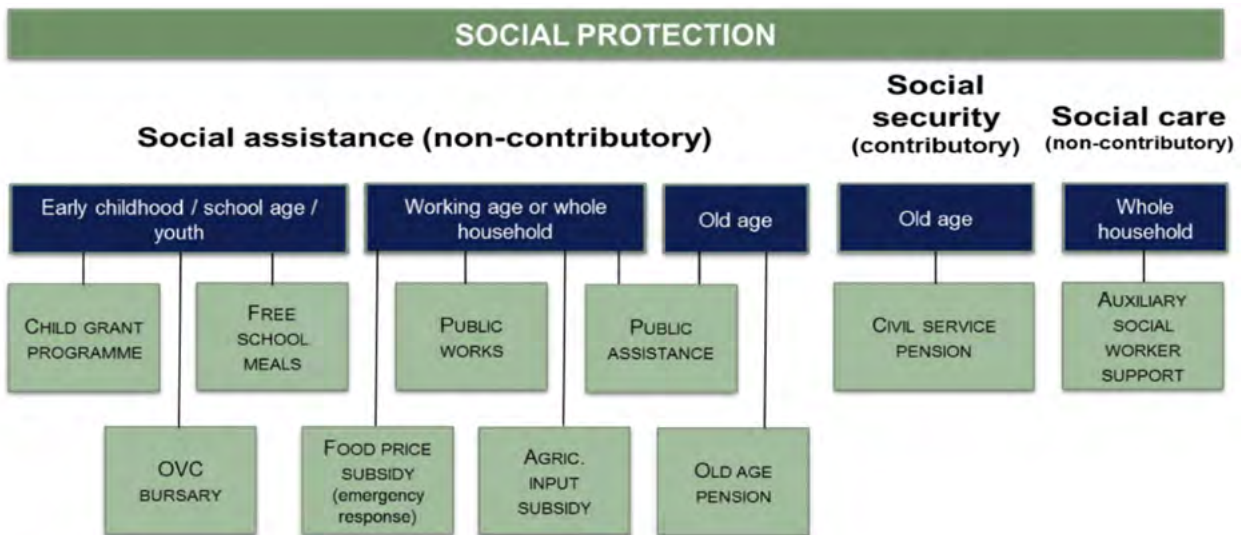 SOCIAL PROTECTION
Social assistance (non-contributory)
Social
security
(contributory)
Social care
(non-contributory)
Early childhood / school age /
youth
Working age or whole
household
Old age
Old age
Whole
household
CHILD GRANT
PROGRAMME
FREE
SCHOOL
MEALS
PUBLIC
WORKS
PUBLIC
ASSISTANCE
CIVIL SERVICE
PENSION
AUXILIARY
SOCIAL
WORKER
SUPPORT
OVC
BURSARY
FOOD PRICE
SUBSIDY
(emergency
response)
AGRIC.
INPUT
SUBSIDY
OLD AGE
PENSION